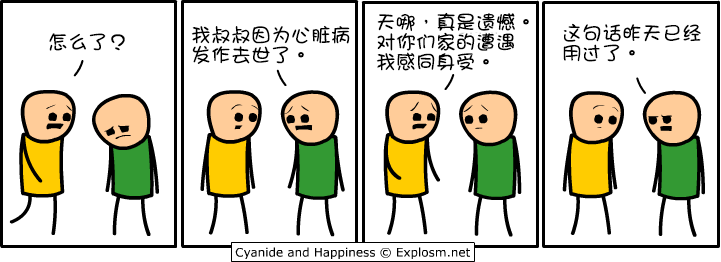 怎么了?
我叔叔因为心脏病
发作去世了。
天哪，真是遗憾。
对你们家的遭遇
我感同身受。
这句话昨天已经
用过了。
Cyanide and Happiness © Explosm.net